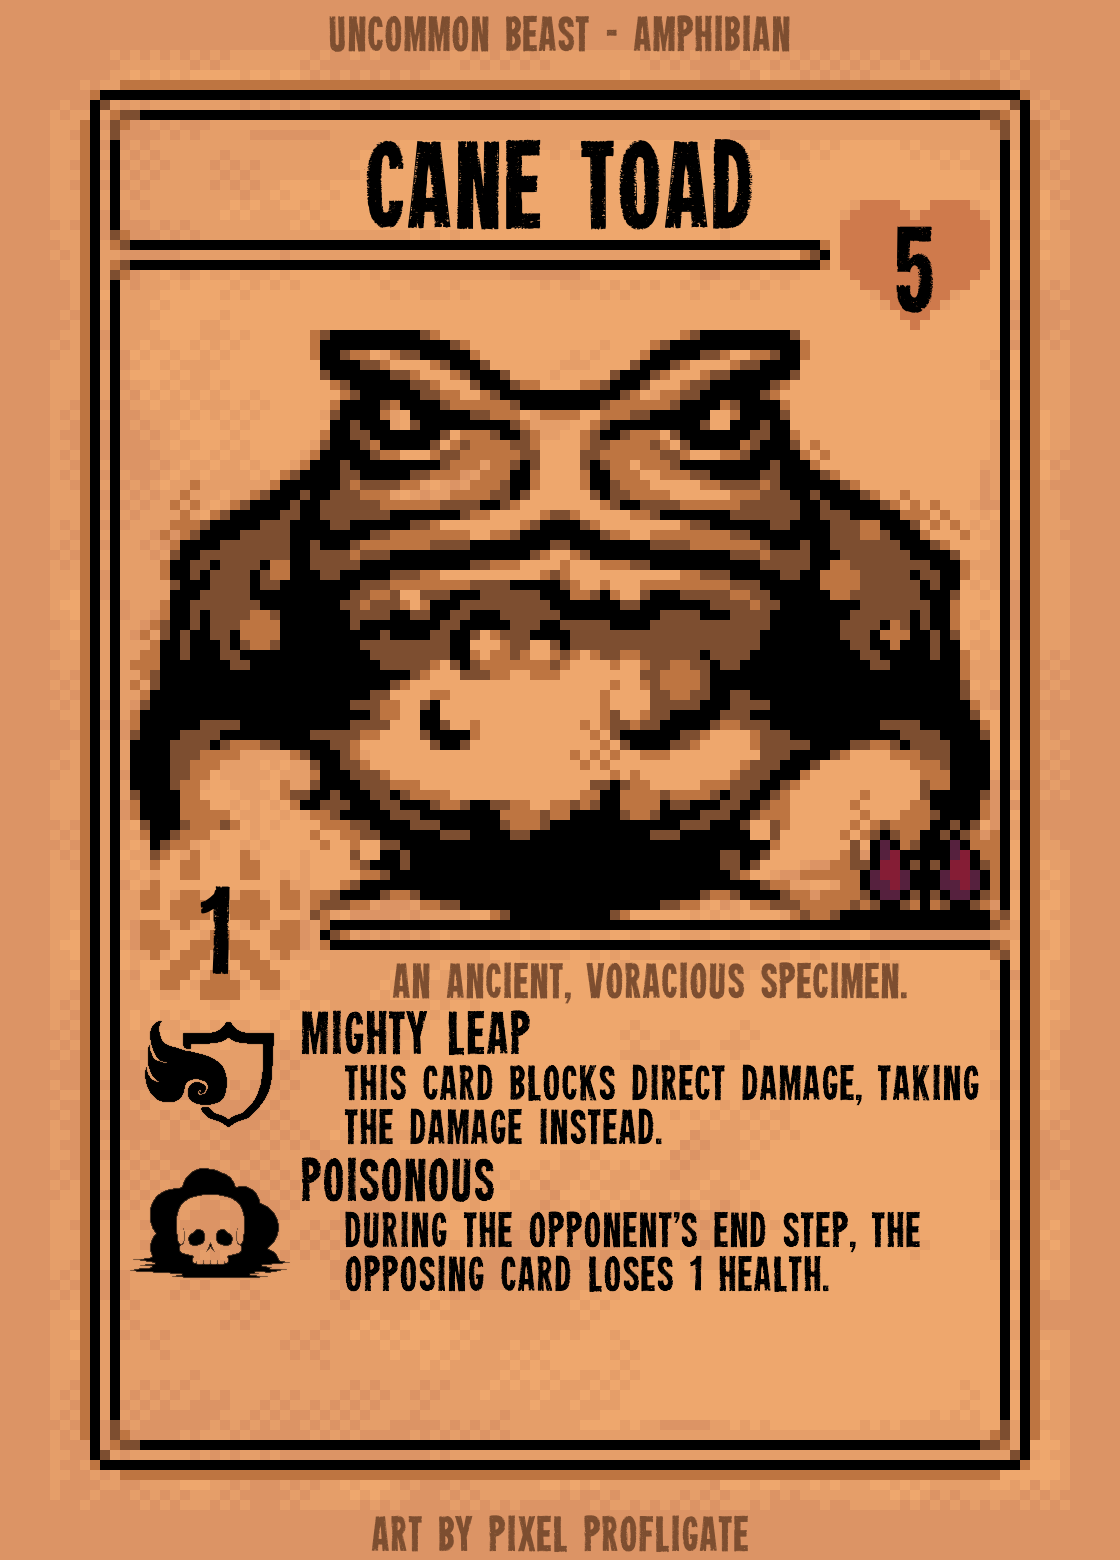 UNCOMMON BEAST - AMPHIBIAN
CANE TOAD
5
1
AN ANCIENT, VORACIOUS SPECIMEN.
MIGHTY LEAP
THIS CARD BLOCKS DIRECT DAMAGE, TAKING
THE DAMAGE INSTEAD.
POISONOUS
DURING THE OPPONENT'S END STEP, THE
OPPOSING CARD LOSES 1 HEALTH.
ART BY PIXEL PROFLIGATE